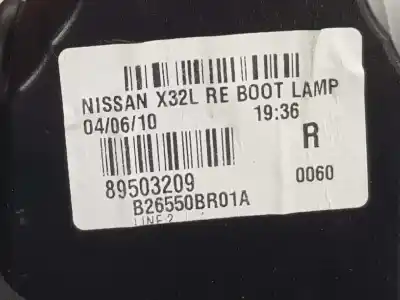 NISSAN X32L RE BOOT LAMP
04/06/10 19:36
R
89503209 0060
B26550BR01A
LINE 2